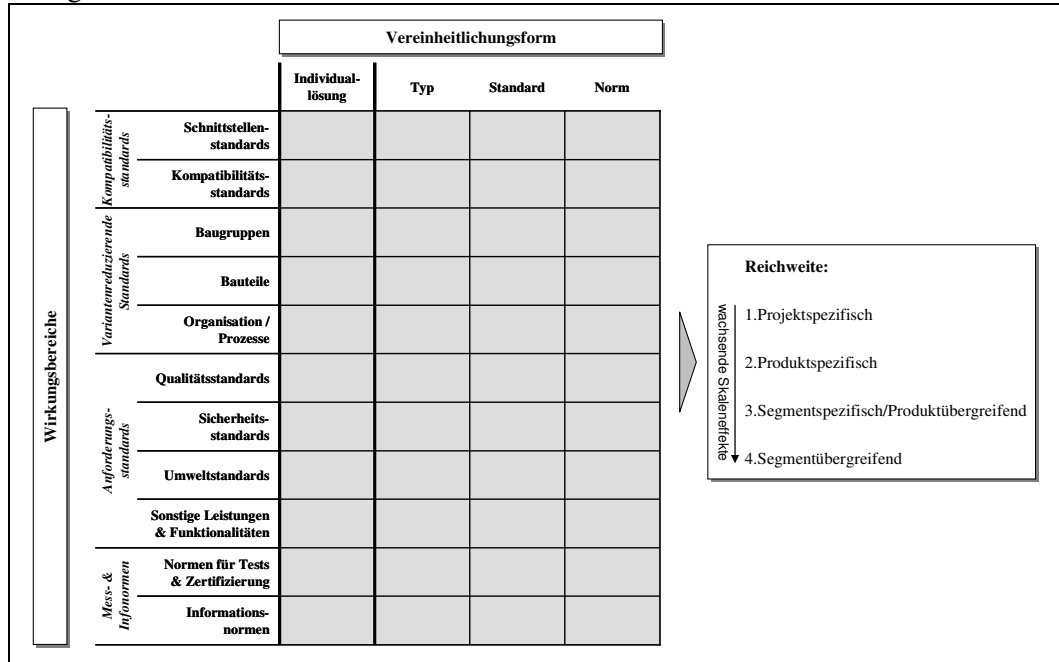 Vereinheitlichungsform
Individual-
lösung
Typ
Standard
Norm
Wirkungsbereiche
Kompatibilitäts-
standards
Schnittstellen-
standards
Kompatibilitäts-
standards
Variantenreduzierende
Standards
Baugruppen
Bauteile
Organisation /
Prozesse
Anforderungs-
standards
Qualitätsstandards
Sicherheits-
standards
Umweltstandards
Sonstige Leistungen
& Funktionalitäten
Mess- &
Infonormen
Normen für Tests
& Zertifizierung
Informations-
normen
Reichweite:
wachsende Skaleneffekte
1.Projektspezifisch
2.Produktspezifisch
3.Segmentspezifisch/Produktübergreifend
4.Segmentübergreifend